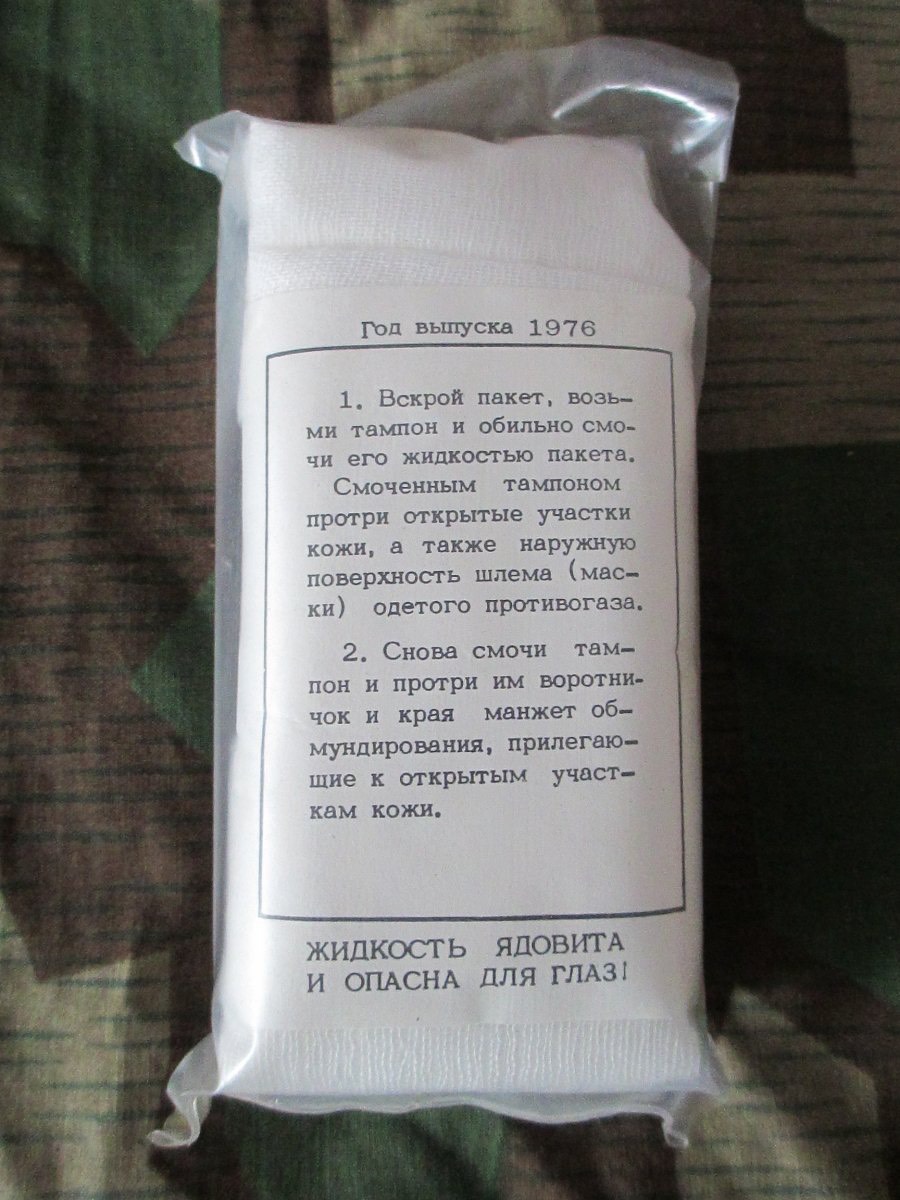 Год выпуска 1976
1. Вскрой пакет, возь-
ми тампон и обильно смо-
чи его жидкостью пакета.
Смоченным тампоном
протри открытые участки
кожи, а также наружную
поверхность шлема (мас-
ки) одетого противогаза.
2. Снова смочи там-
пон и протри им воротни-
чок и края манжет об-
мундирования, прилегаю-
щие к открытым участ-
кам кожи.
ЖИДКОСТЬ ЯДОВИТА
И ОПАСНА ДЛЯ ГЛАЗ!